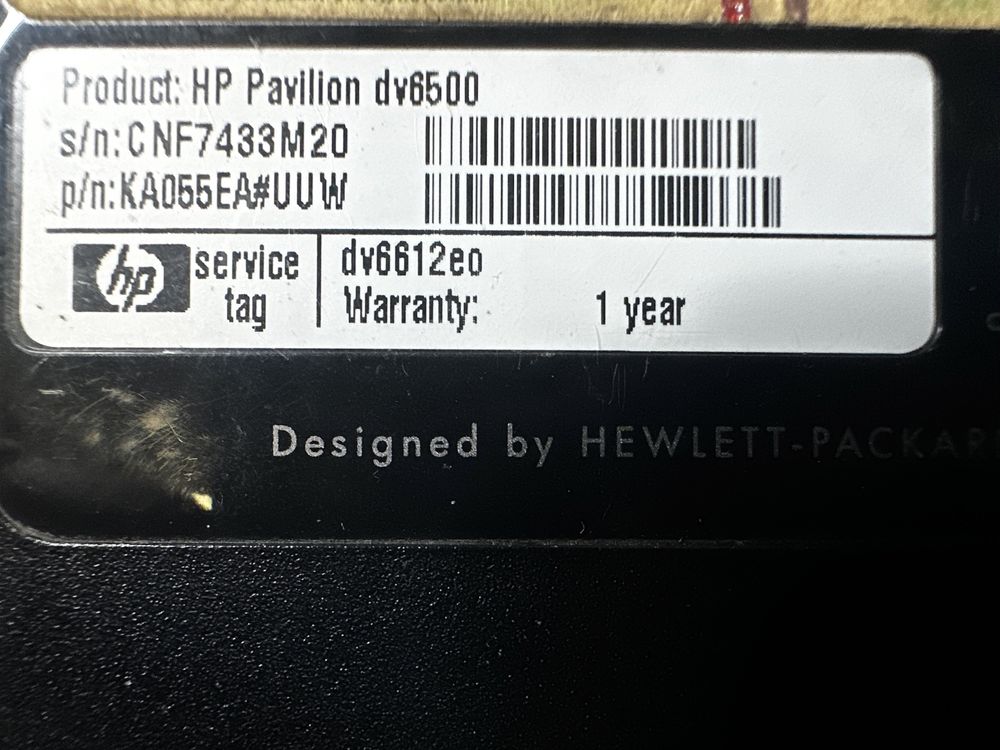 Product: HP Pavilion dv6500
s/n:CNF7433M20
p/n:KA055EA#UUW
hp service tag
dv6612eo
Warranty: 1 year
Designed by HEWLETT-PACKAR